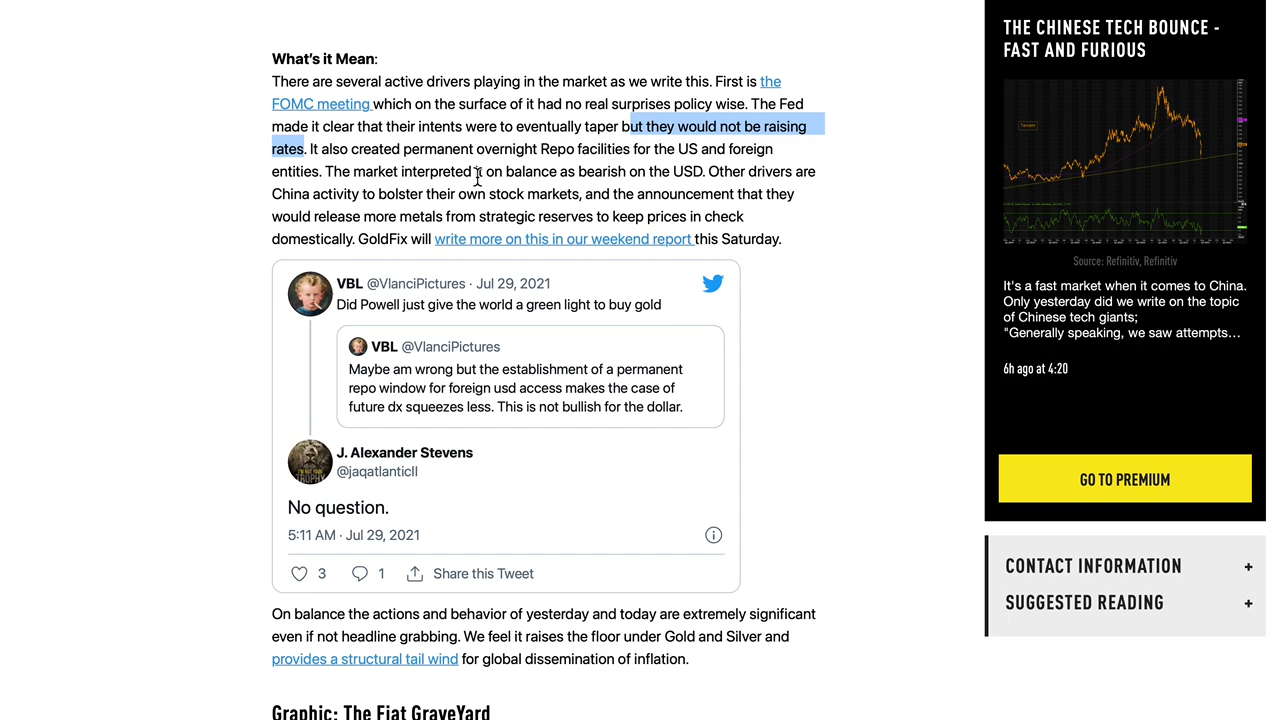 What's it Mean:
There are several active drivers playing in the market as we write this. First is the
FOMC meeting which on the surface of it had no real surprises policy wise. The Fed
made it clear that their intents were to eventually taper but they would not be raising
rates. It also created permanent overnight Repo facilities for the US and foreign
entities. The market interpreted it on balance as bearish on the USD. Other drivers are
China activity to bolster their own stock markets, and the announcement that they
would release more metals from strategic reserves to keep prices in check
domestically. GoldFix will write more on this in our weekend report this Saturday.
VBL @VlanciPictures · Jul 29, 2021
Did Powell just give the world a green light to buy gold
VBL @VlanciPictures
Maybe am wrong but the establishment of a permanent
repo window for foreign usd access makes the case of
future dx squeezes less. This is not bullish for the dollar.
J. Alexander Stevens
@jaqatlanticII
No question.
5:11 AM · Jul 29, 2021
3 1 Share this Tweet
On balance the actions and behavior of yesterday and today are extremely significant
even if not headline grabbing. We feel it raises the floor under Gold and Silver and
provides a structural tail wind for global dissemination of inflation.
Graphic: The Fiat GraveYard
THE CHINESE TECH BOUNCE -
FAST AND FURIOUS
Source: Refinitiv, Refinitiv
It's a fast market when it comes to China.
Only yesterday did we write on the topic
of Chinese tech giants;
"Generally speaking, we saw attempts…
6h ago at 4:20
GO TO PREMIUM
CONTACT INFORMATION +
SUGGESTED READING +